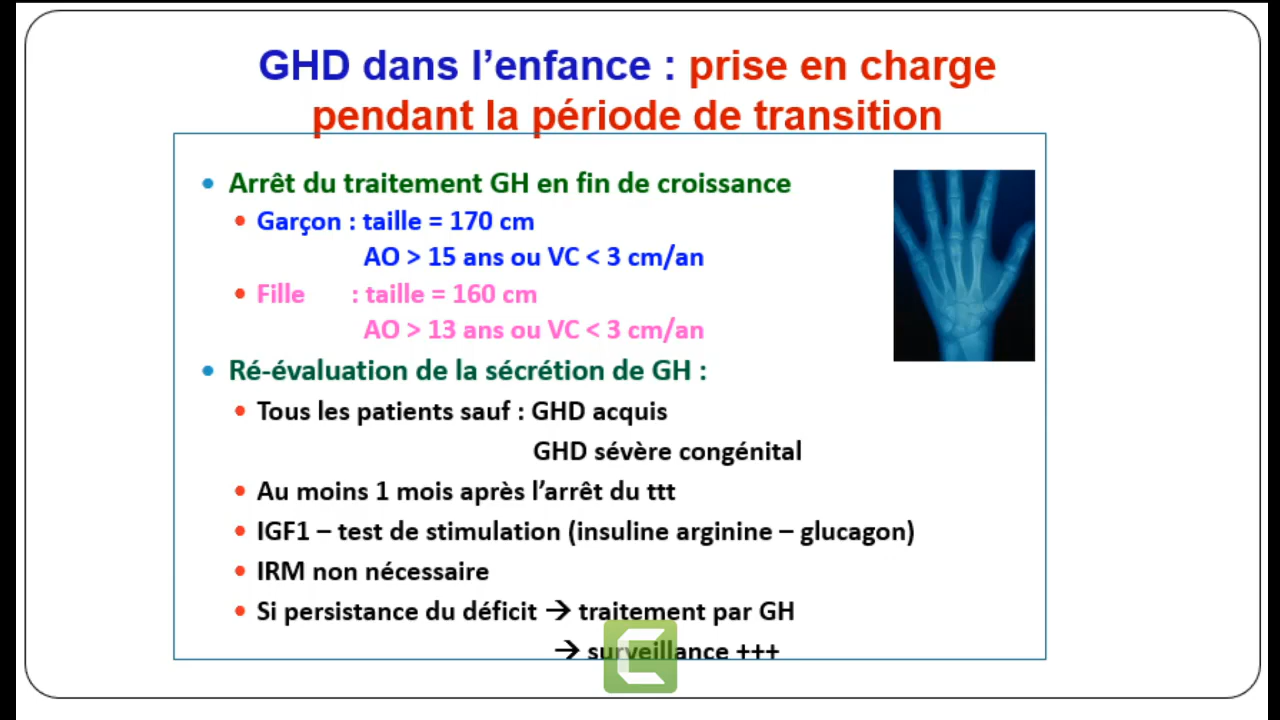 GHD dans l'enfance : prise en charge
pendant la période de transition
• Arrêt du traitement GH en fin de croissance
• Garçon : taille = 170 cm
AO > 15 ans ou VC < 3 cm/an
• Fille : taille = 160 cm
AO > 13 ans ou VC < 3 cm/an
• Ré-évaluation de la sécrétion de GH :
• Tous les patients sauf : GHD acquis
GHD sévère congénital
• Au moins 1 mois après l'arrêt du ttt
• IGF1 – test de stimulation (insuline arginine – glucagon)
• IRM non nécessaire
• Si persistance du déficit → traitement par GH
→ surveillance +++